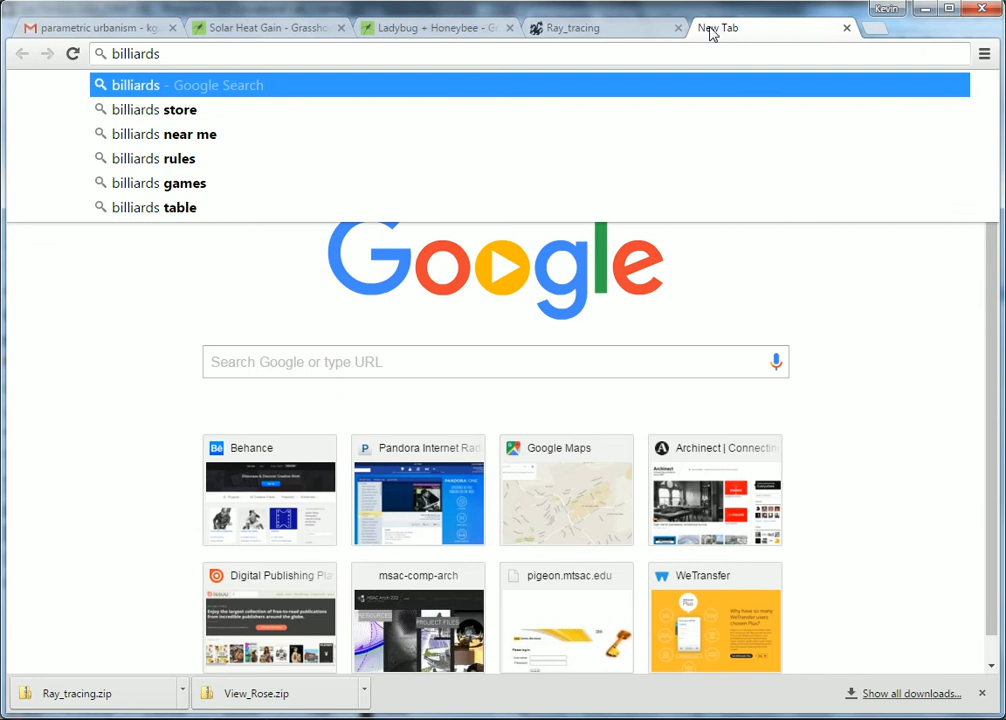 Kevin
parametric urbanism - kg
Solar Heat Gain - Grassho
Ladybug + Honeybee - G
Ray_tracing
New Tab
billiards
billiards - Google Search
billiards store
billiards near me
billiards rules
billiards games
billiards table
Google
Search Google or type URL
Behance
Pandora Internet Rad
Google Maps
Archinect | Connectin
Digital Publishing Pla
msac-comp-arch
pigeon.mtsac.edu
WeTransfer
Ray_tracing.zip
View_Rose.zip
Show all downloads...